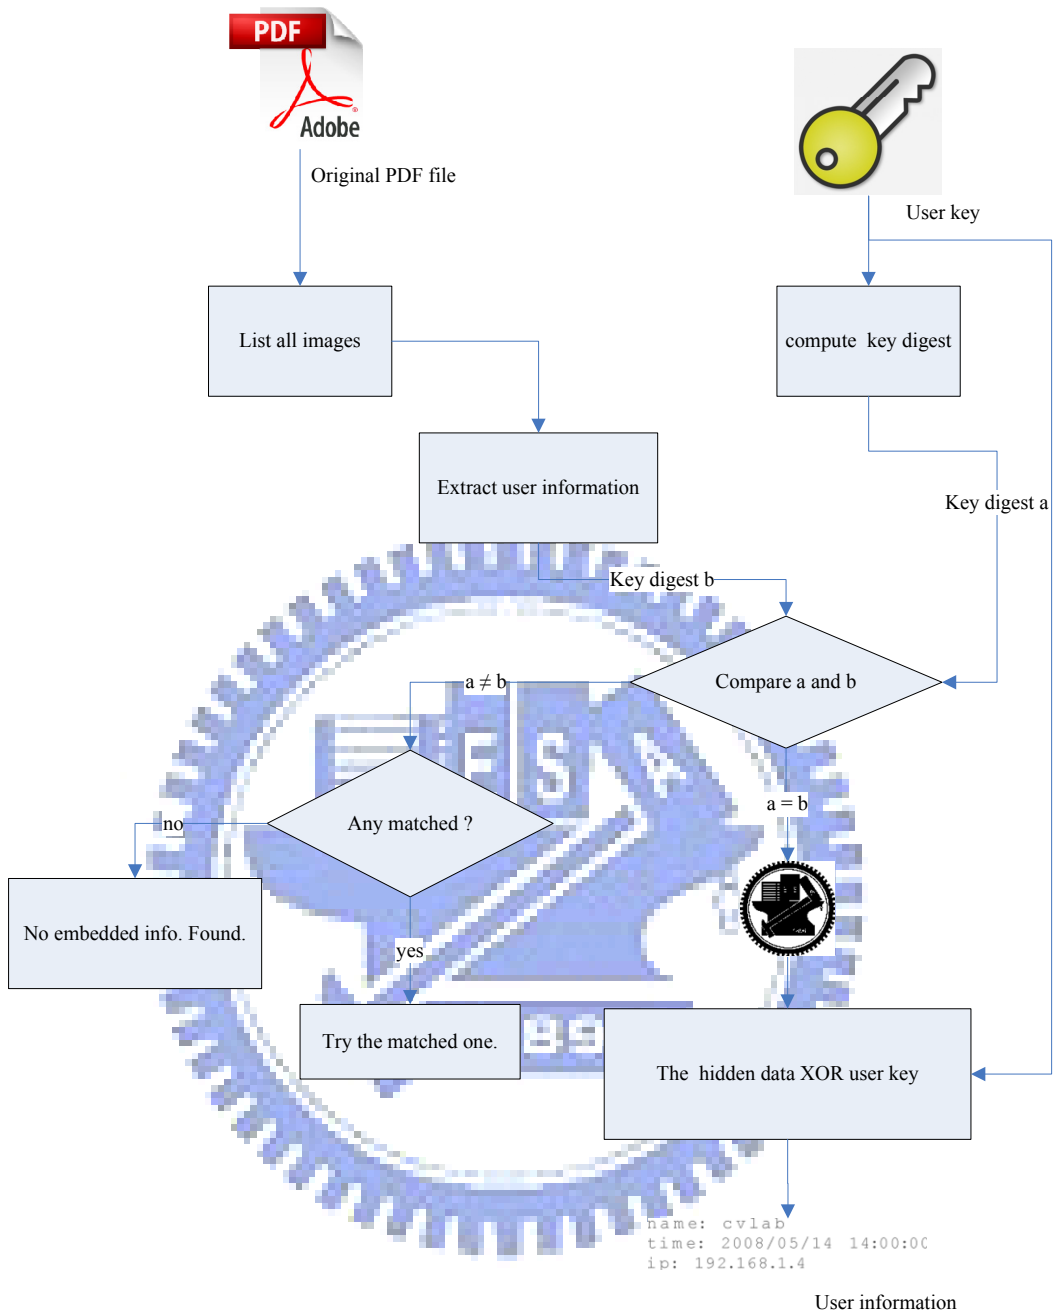 PDF
Adobe
Original PDF file
User key
List all images
compute key digest
Extract user information
Key digest a
Key digest b
Compare a and b
a ≠ b
a = b
Any matched ?
no
No embedded info. Found.
yes
Try the matched one.
The hidden data XOR user key
name: cvlab
time: 2008/05/14 14:00:00
ip: 192.168.1.4
User information